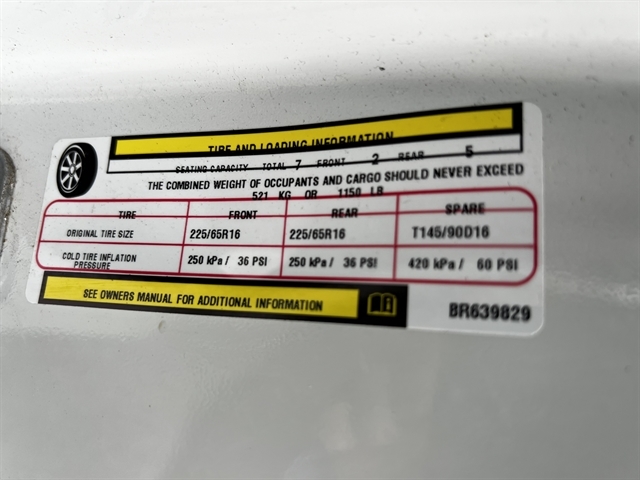 TIRE AND LOADING INFORMATION
SEATING CAPACITY TOTAL 7 FRONT 2 REAR 5
THE COMBINED WEIGHT OF OCCUPANTS AND CARGO SHOULD NEVER EXCEED
521 KG OR 1150 LB
TIRE FRONT REAR SPARE
ORIGINAL TIRE SIZE 225/65R16 225/65R16 T145/90D16
COLD TIRE INFLATION PRESSURE 250 kPa / 36 PSI 250 kPa / 36 PSI 420 kPa / 60 PSI
SEE OWNERS MANUAL FOR ADDITIONAL INFORMATION
BR639829